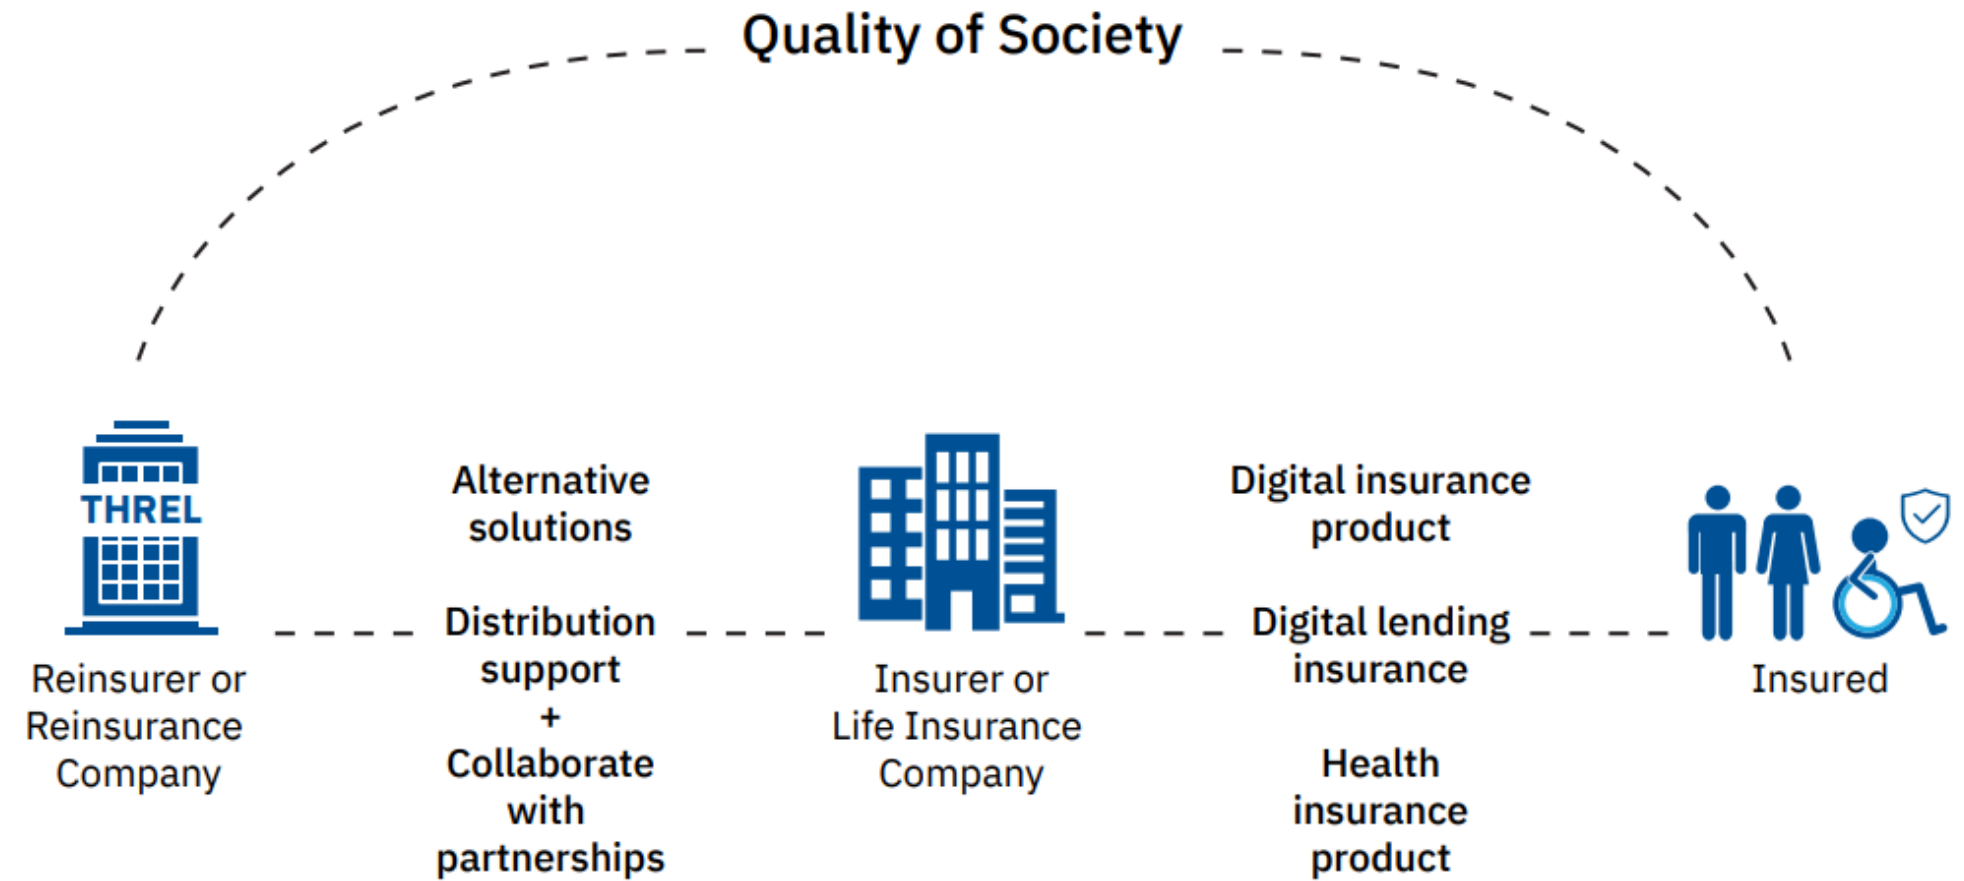 Quality of Society
THREL
Reinsurer or
Reinsurance
Company
Alternative
solutions
Distribution
support
+
Collaborate
with
partnerships
Insurer or
Life Insurance
Company
Digital insurance
product
Digital lending
insurance
Health
insurance
product
Insured